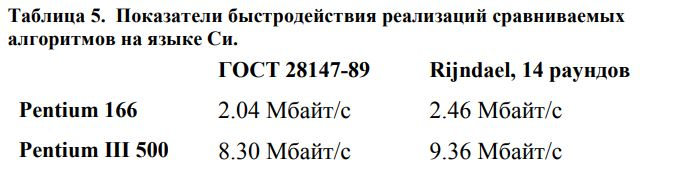 Таблица 5. Показатели быстродействия реализаций сравниваемых
алгоритмов на языке Си.
ГОСТ 28147-89 Rijndael, 14 раундов
Pentium 166 2.04 Мбайт/с 2.46 Мбайт/с
Pentium III 500 8.30 Мбайт/с 9.36 Мбайт/с